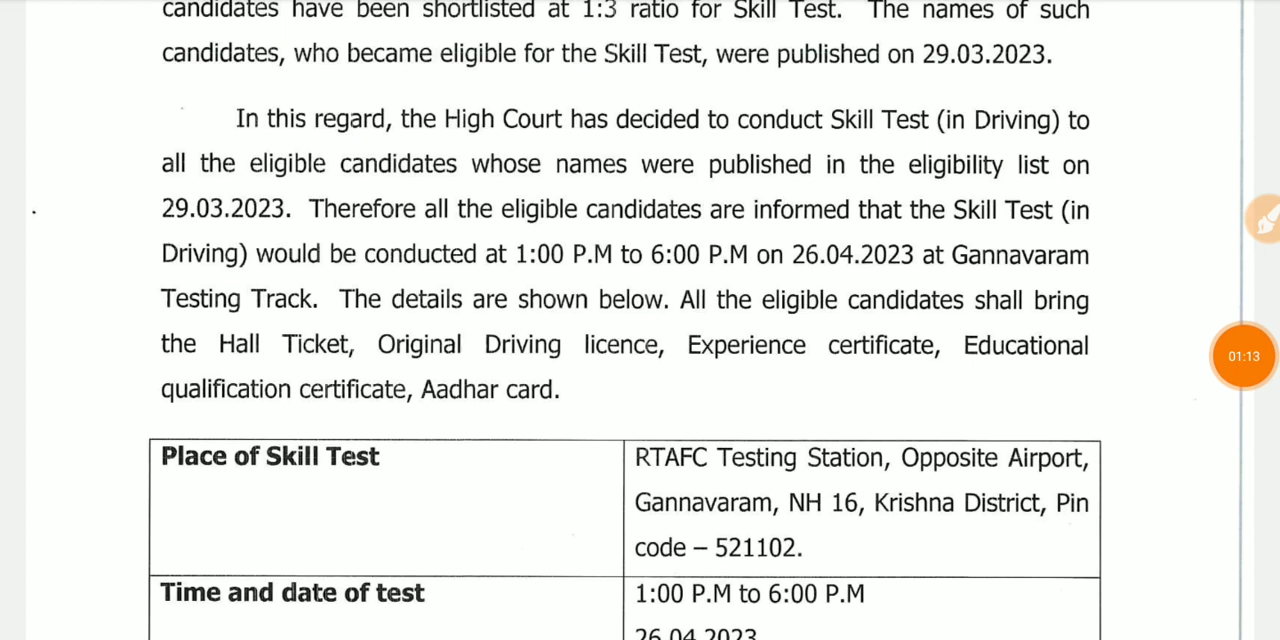 candidates have been shortlisted at 1:3 ratio for Skill Test. The names of such
candidates, who became eligible for the Skill Test, were published on 29.03.2023.
In this regard, the High Court has decided to conduct Skill Test (in Driving) to
all the eligible candidates whose names were published in the eligibility list on
29.03.2023. Therefore all the eligible candidates are informed that the Skill Test (in
Driving) would be conducted at 1:00 P.M to 6:00 P.M on 26.04.2023 at Gannavaram
Testing Track. The details are shown below. All the eligible candidates shall bring
the Hall Ticket, Original Driving licence, Experience certificate, Educational
qualification certificate, Aadhar card.
01:13
Place of Skill Test
RTAFC Testing Station, Opposite Airport,
Gannavaram, NH 16, Krishna District, Pin
code – 521102.
Time and date of test
1:00 P.M to 6:00 P.M
26.04.2023